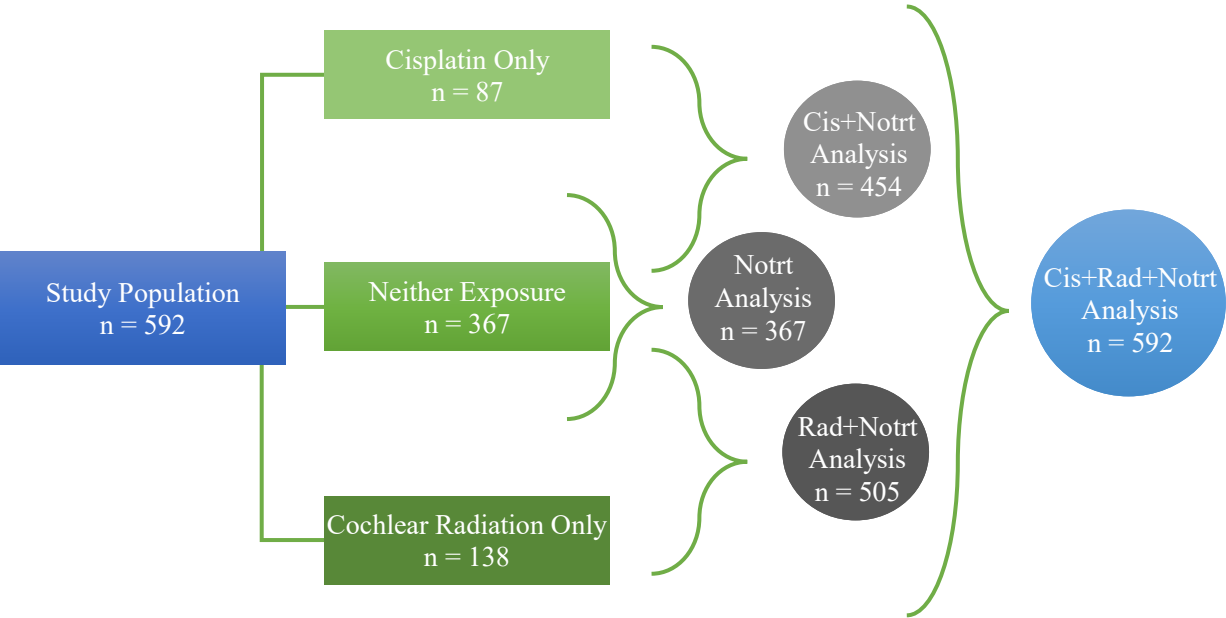 Study Population
n = 592
Cisplatin Only
n = 87
Neither Exposure
n = 367
Cochlear Radiation Only
n = 138
Cis+Notrt
Analysis
n = 454
Notrt
Analysis
n = 367
Rad+Notrt
Analysis
n = 505
Cis+Rad+Notrt
Analysis
n = 592